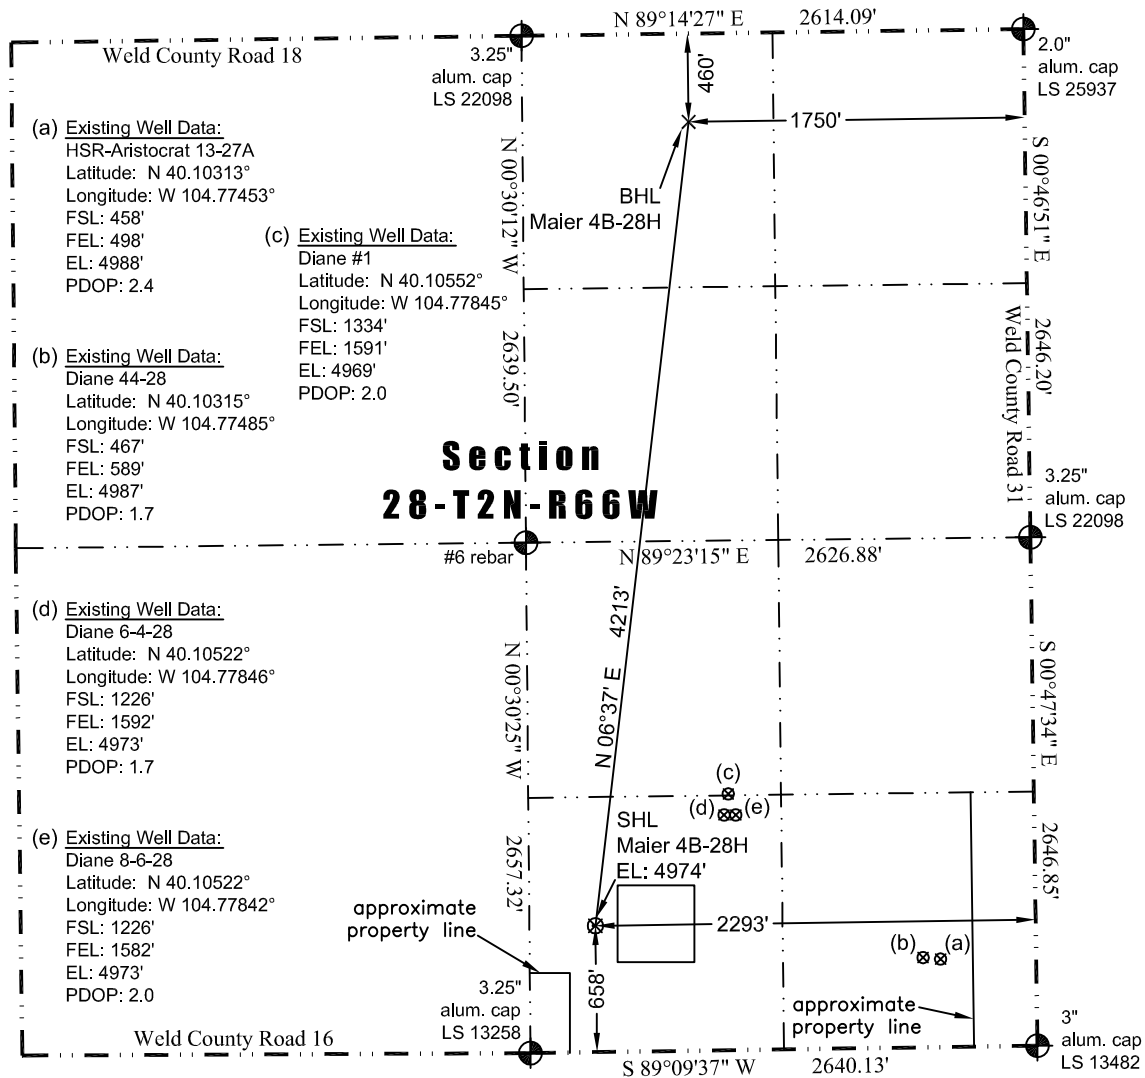 N 89°14'27" E 2614.09'
Weld County Road 18
3.25"
alum. cap
LS 22098
2.0"
alum. cap
LS 25937
460'
1750'
(a) Existing Well Data:
HSR-Aristocrat 13-27A
Latitude: N 40.10313°
Longitude: W 104.77453°
FSL: 458'
FEL: 498'
EL: 4988'
PDOP: 2.4
N 00°30'12" W 2639.50'
S 00°46'51" E 2646.20'
BHL
Maier 4B-28H
(c) Existing Well Data:
Diane #1
Latitude: N 40.10552°
Longitude: W 104.77845°
FSL: 1334'
FEL: 1591'
EL: 4969'
PDOP: 2.0
Weld County Road 31
(b) Existing Well Data:
Diane 44-28
Latitude: N 40.10315°
Longitude: W 104.77485°
FSL: 467'
FEL: 589'
EL: 4987'
PDOP: 1.7
Section
28-T2N-R66W
3.25"
alum. cap
LS 22098
#6 rebar
N 89°23'15" E 2626.88'
N 06°37' E 4213'
(d) Existing Well Data:
Diane 6-4-28
Latitude: N 40.10522°
Longitude: W 104.77846°
FSL: 1226'
FEL: 1592'
EL: 4973'
PDOP: 1.7
N 00°30'25" W 2657.32'
S 00°47'34" E 2646.85'
(c)
(d) (e)
SHL
Maier 4B-28H
EL: 4974'
(e) Existing Well Data:
Diane 8-6-28
Latitude: N 40.10522°
Longitude: W 104.77842°
FSL: 1226'
FEL: 1582'
EL: 4973'
PDOP: 2.0
approximate
property line
2293'
(b) (a)
658'
3.25"
alum. cap
LS 13258
approximate
property line
3"
alum. cap
LS 13482
Weld County Road 16
S 89°09'37" W 2640.13'